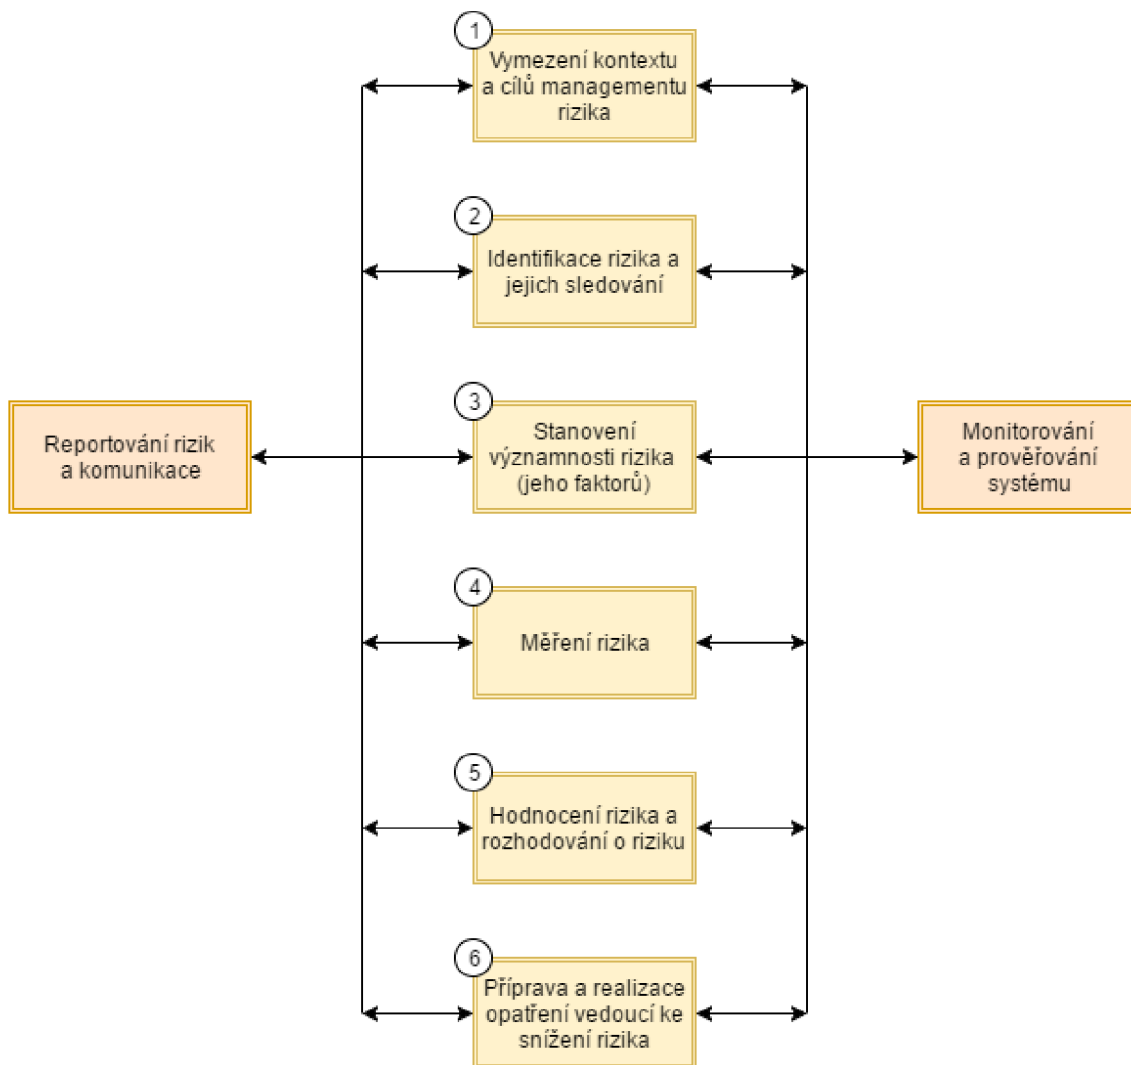 1
Vymezení kontextu
a cílů managementu
rizika
2
Identifikace rizika a
jejich sledování
Reportování rizik
a komunikace
3
Stanovení
významnosti rizika
(jeho faktorů)
Monitorování
a prověřování
systému
4
Měření rizika
5
Hodnocení rizika a
rozhodování o riziku
6
Příprava a realizace
opatření vedoucí ke
snížení rizika